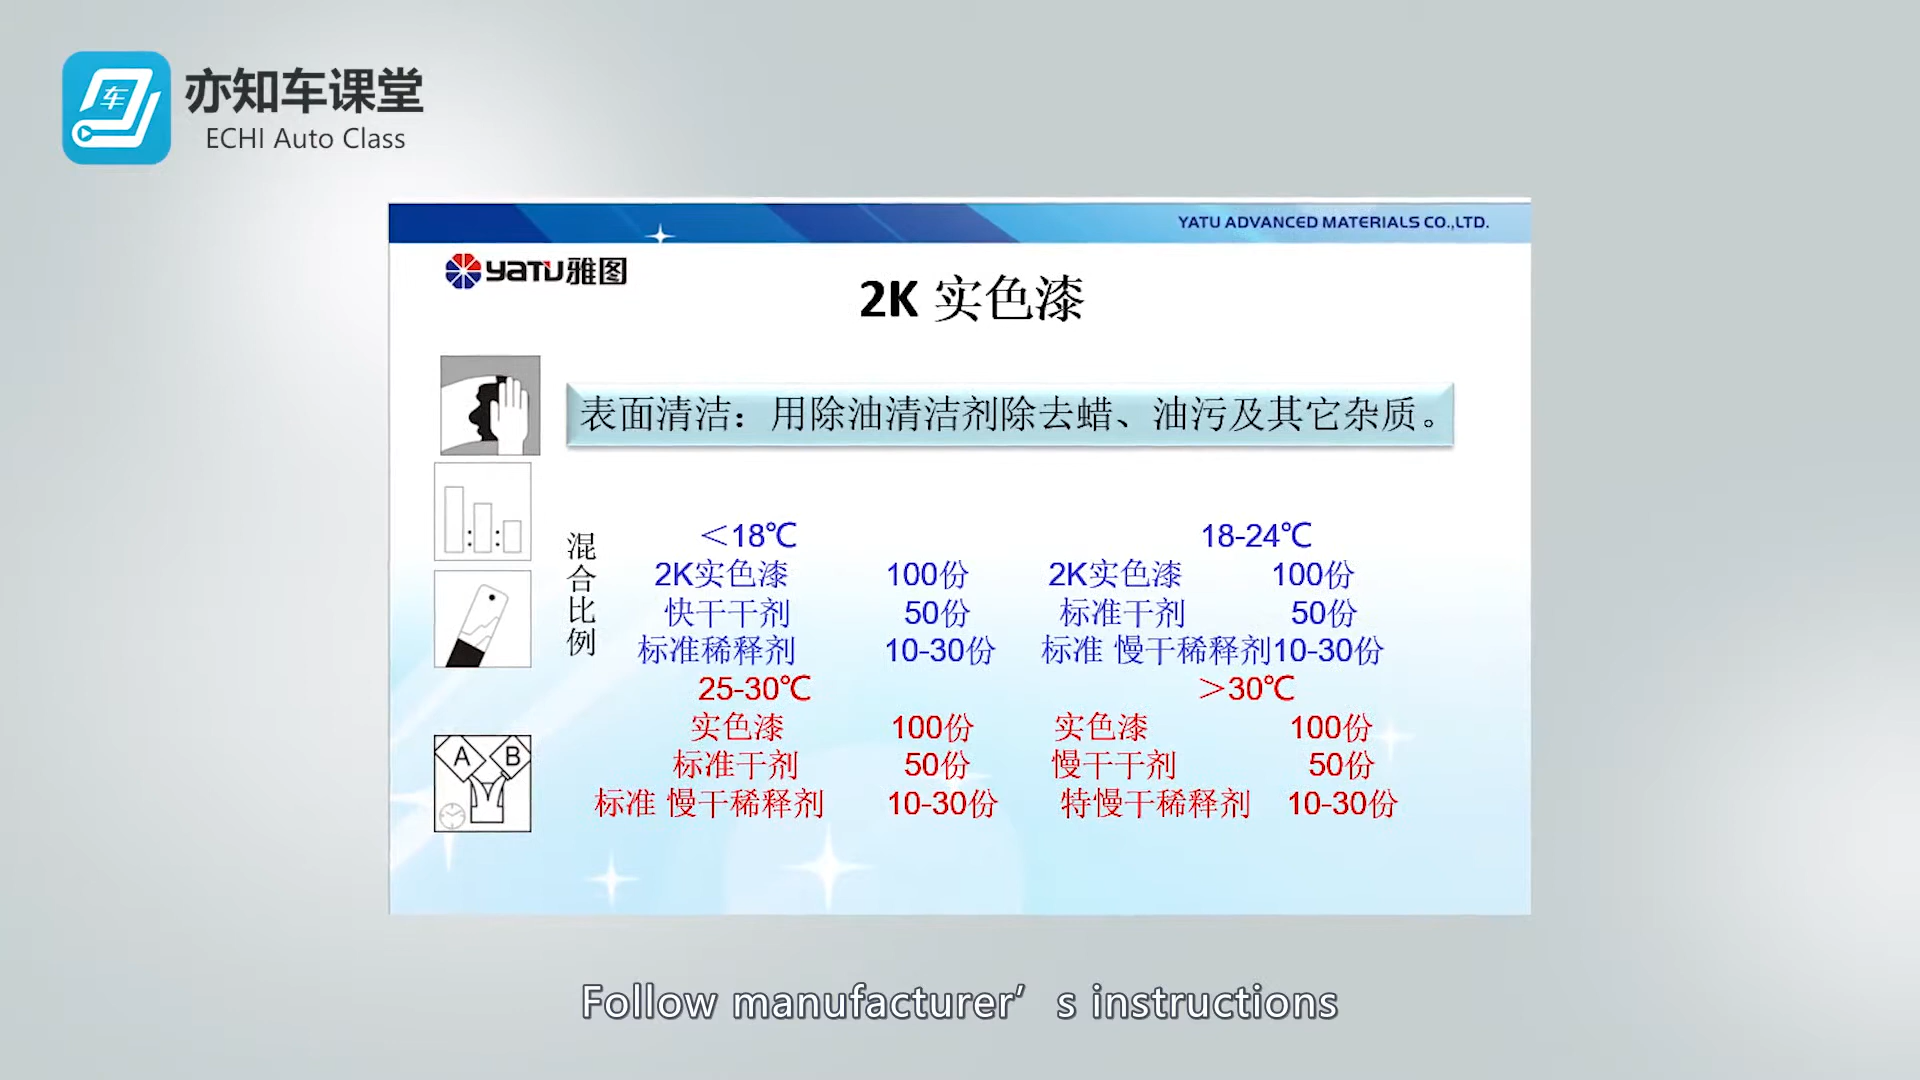 亦知车课堂
ECHI Auto Class
车
YATU ADVANCED MATERIALS CO.,LTD.
YATU雅图
2K 实色漆
表面清洁：用除油清洁剂除去蜡、油污及其它杂质。
混合比例
＜18℃ 18-24℃
2K实色漆 100份 2K实色漆 100份
快干干剂 50份 标准干剂 50份
标准稀释剂 10-30份 标准 慢干稀释剂10-30份
25-30℃ ＞30℃
实色漆 100份 实色漆 100份
标准干剂 50份 慢干干剂 50份
标准 慢干稀释剂 10-30份 特慢干稀释剂 10-30份
A B
Follow manufacturer's instructions